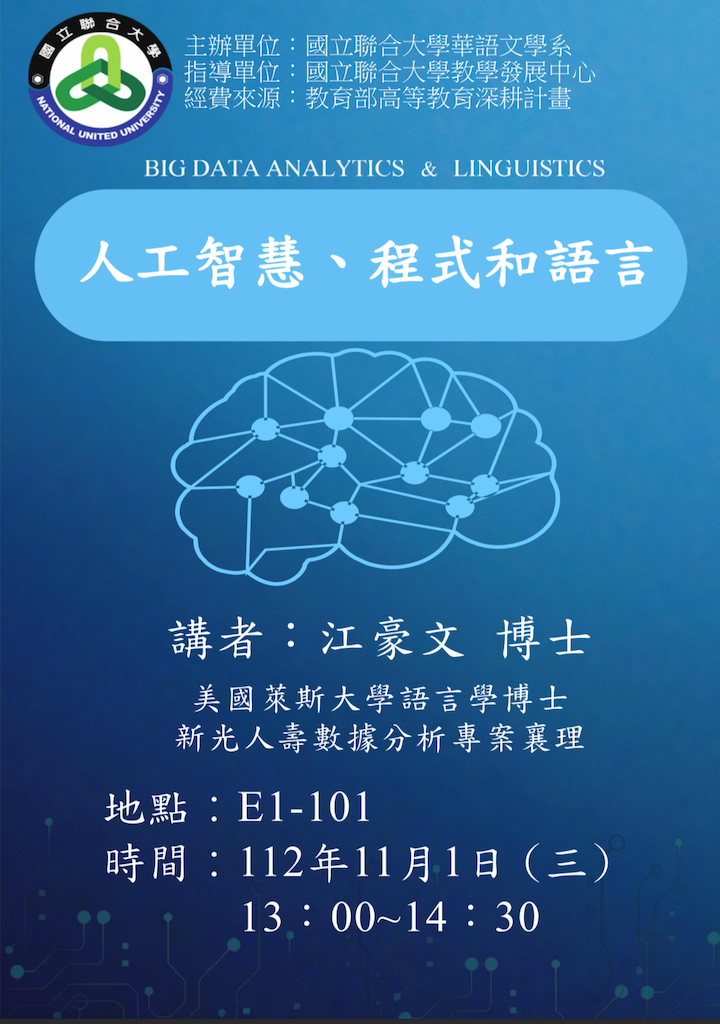 國立聯合大學
NATIONAL UNITED UNIVERSITY
主辦單位：國立聯合大學華語文學系
指導單位：國立聯合大學教學發展中心
經費來源：教育部高等教育深耕計畫
BIG DATA ANALYTICS & LINGUISTICS
人工智慧、程式和語言
講者：江豪文 博士
美國萊斯大學語言學博士
新光人壽數據分析專案襄理
地點：E1-101
時間：112年11月1日（三）
13：00~14：30